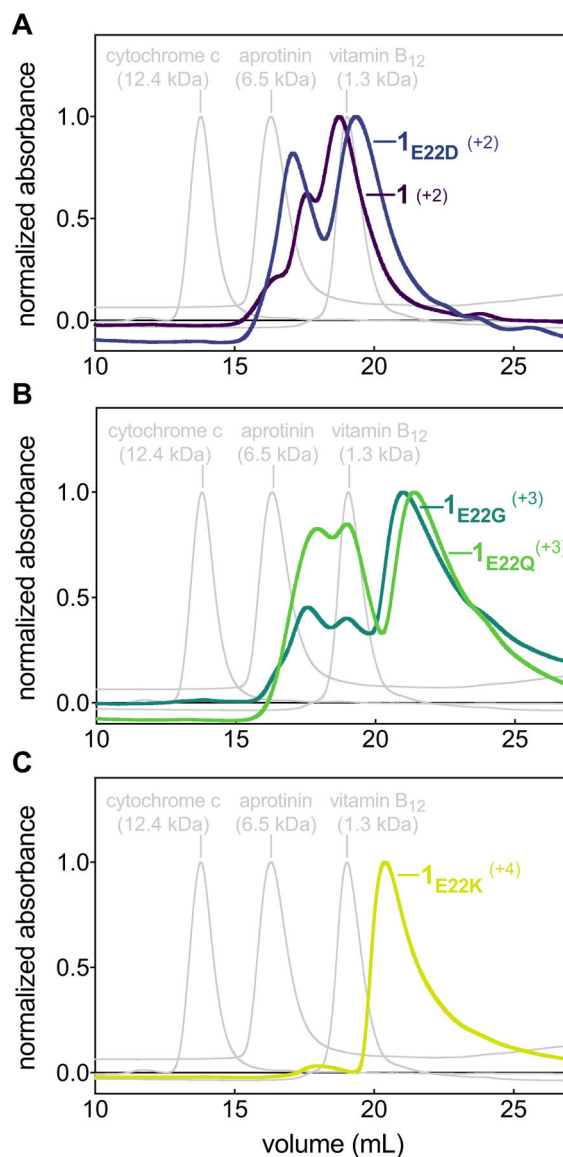 A
cytochrome c aprotinin vitamin B12
(12.4 kDa) (6.5 kDa) (1.3 kDa)
normalized absorbance
1.0
0.5
0.0
1E22D (+2)
1 (+2)
10 15 20 25
B
cytochrome c aprotinin vitamin B12
(12.4 kDa) (6.5 kDa) (1.3 kDa)
normalized absorbance
1.0
0.5
0.0
1E22G (+3)
1E22Q (+3)
10 15 20 25
C
cytochrome c aprotinin vitamin B12
(12.4 kDa) (6.5 kDa) (1.3 kDa)
normalized absorbance
1.0
0.5
0.0
1E22K (+4)
10 15 20 25
volume (mL)